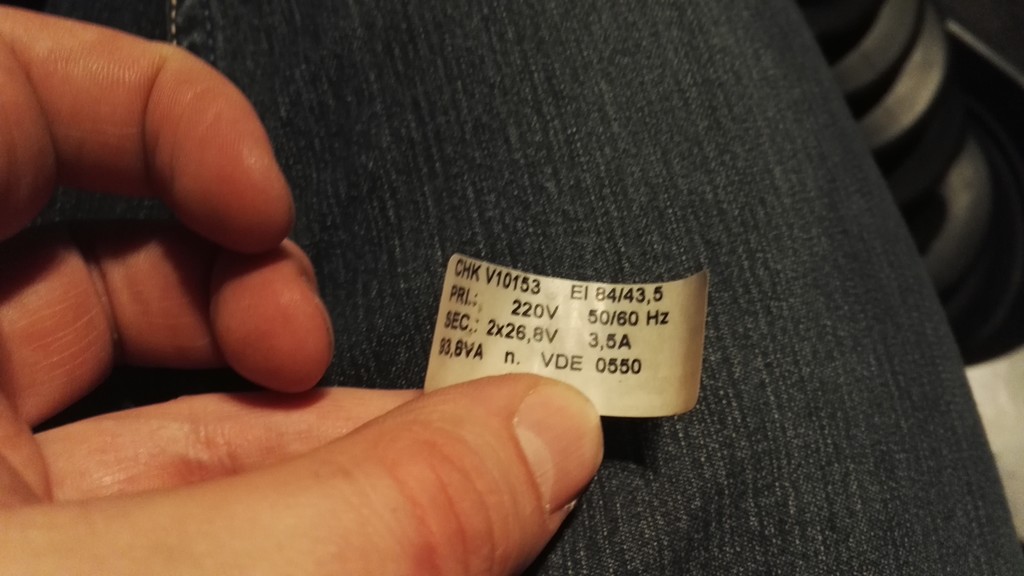 CHK V10153 EI 84/43,5
PRI.: 220V 50/60 Hz
SEC.: 2x26,8V 3,5A
93,8VA n. VDE 0550